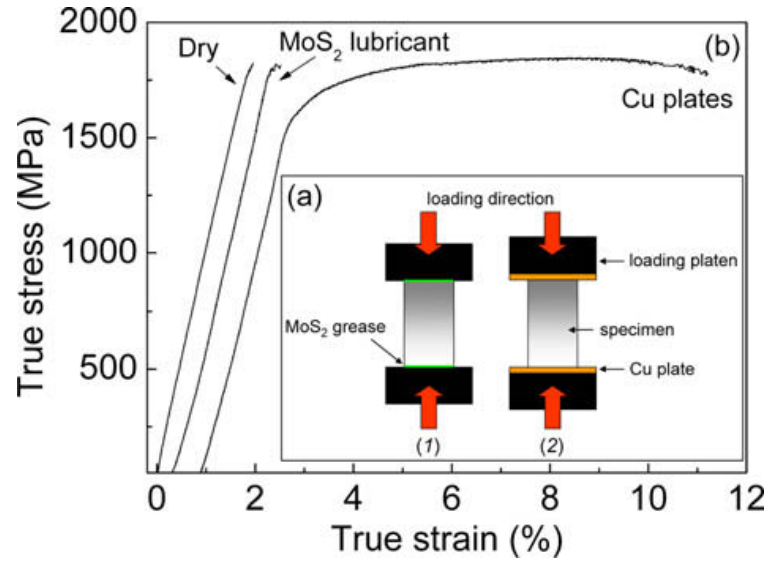 2000
(b)
Dry
MoS₂ lubricant
Cu plates
1500
(a)
loading direction
loading platen
1000
MoS₂ grease
specimen
500
Cu plate
(1)
(2)
True stress (MPa)
0
2
4
6
8
10
12
True strain (%)